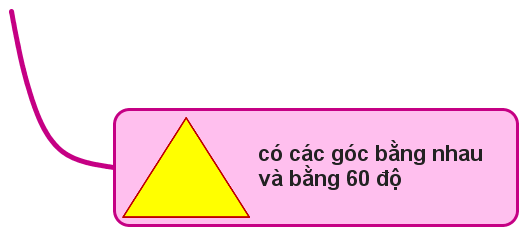 có các góc bằng nhau
và bằng 60 độ